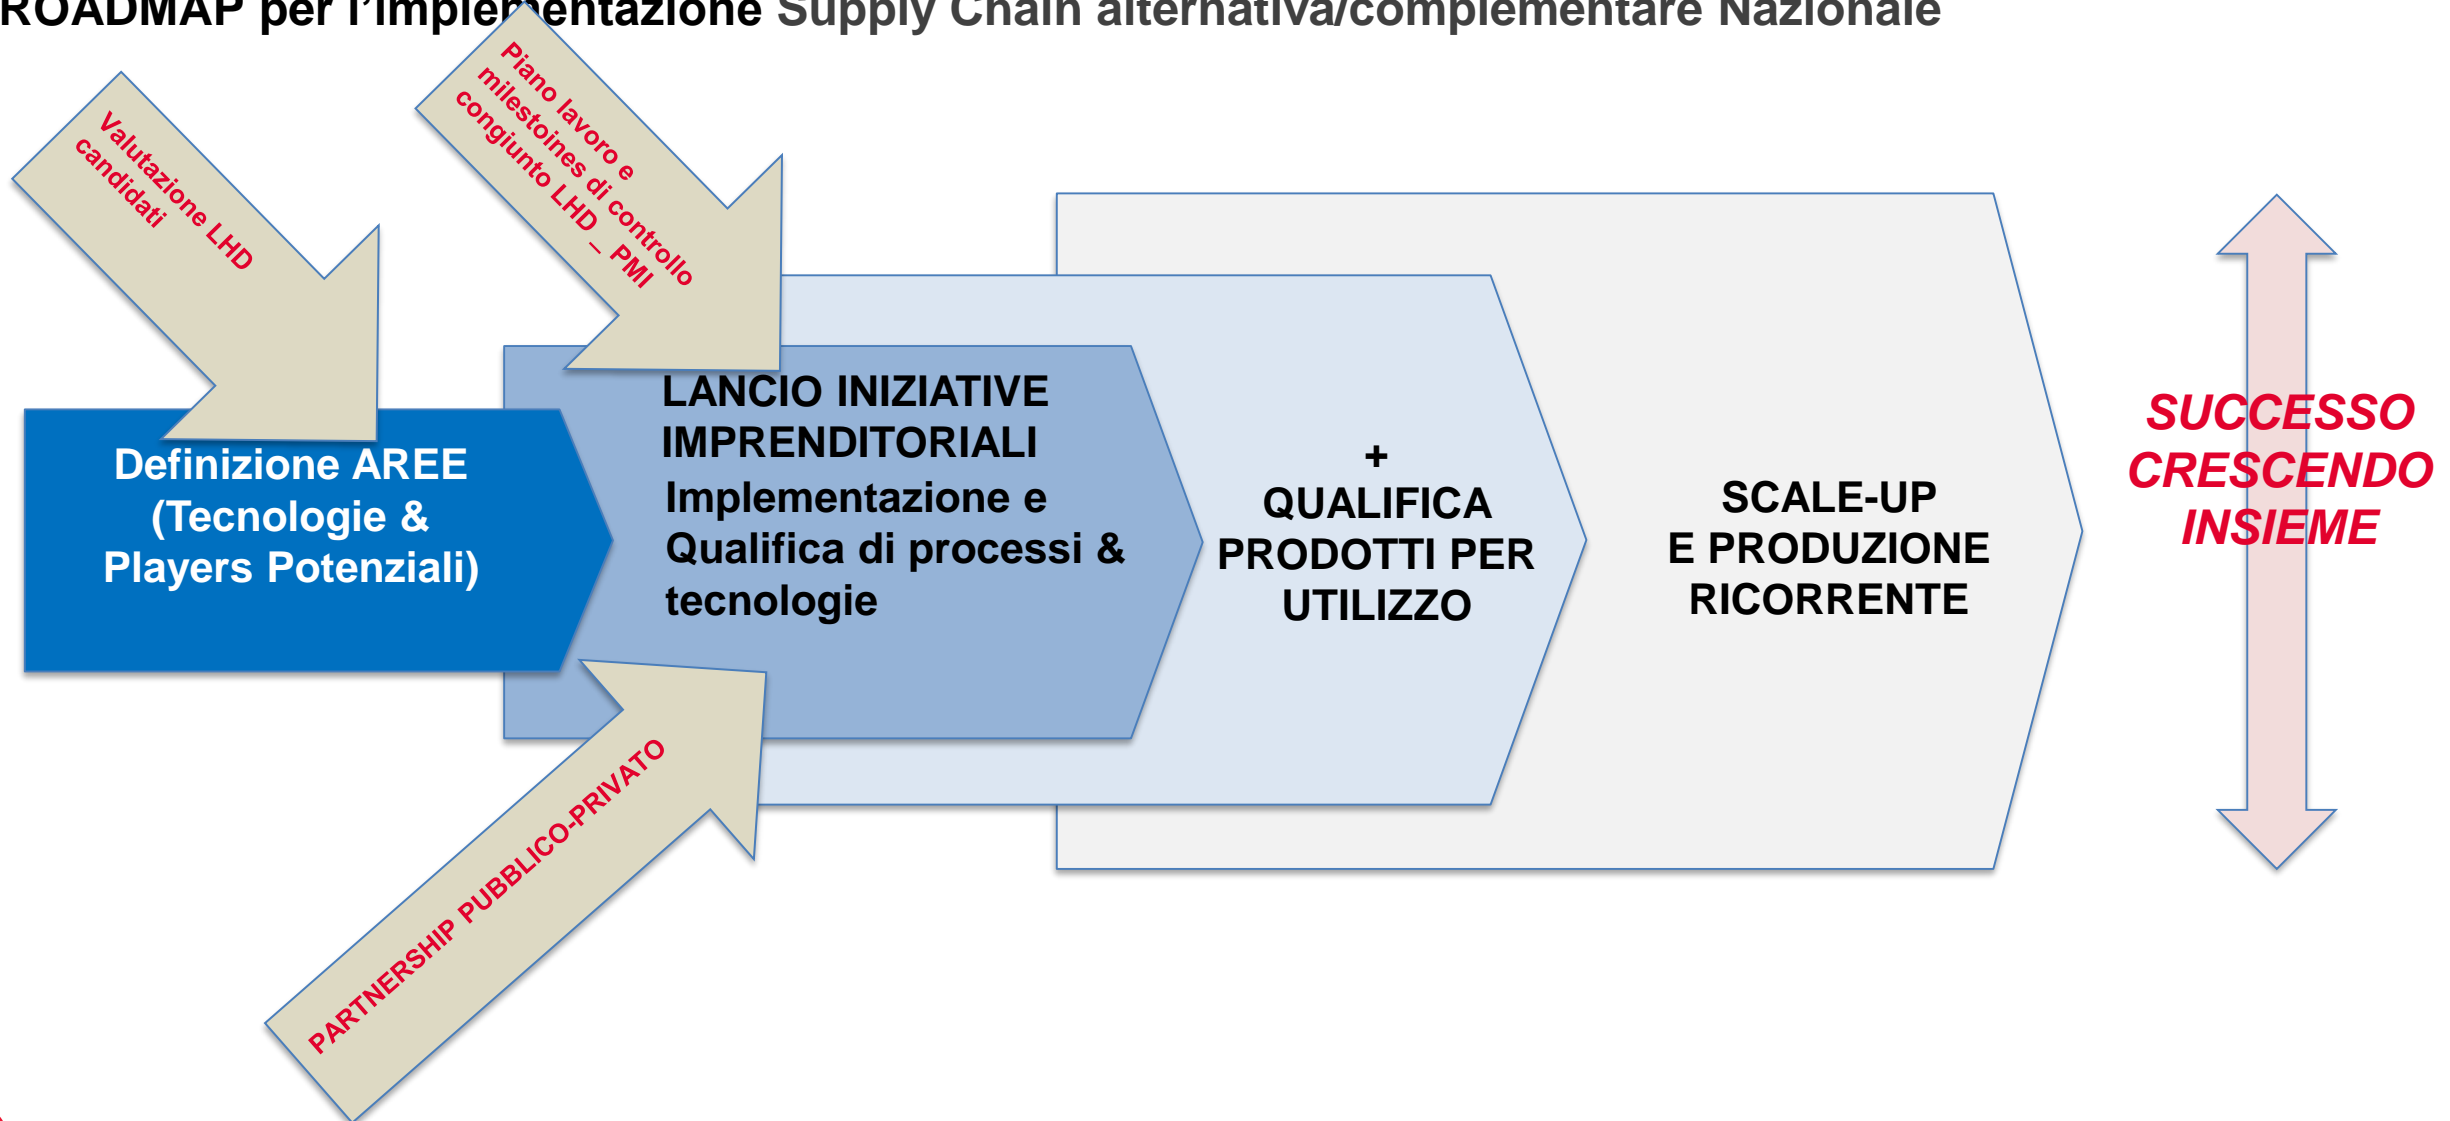 ROADMAP per l'implementazione Supply Chain alternativa/complementare Nazionale
Valutazione LHD
candidati
Piano lavoro e
milestoines di controllo
congiunto LHD_ PMI
Definizione AREE
(Tecnologie &
Players Potenziali)
LANCIO INIZIATIVE
IMPRENDITORIALI
Implementazione e
Qualifica di processi &
tecnologie
+
QUALIFICA
PRODOTTI PER
UTILIZZO
SCALE-UP
E PRODUZIONE
RICORRENTE
SUCCESSO
CRESCENDO
INSIEME
PARTNERSHIP PUBBLICO-PRIVATO